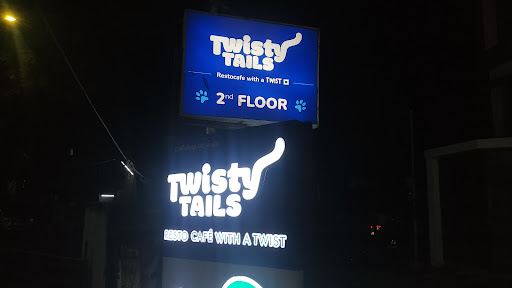 Twisty
TAILS
Restocafe with a TWIST
2nd FLOOR
Twisty
TAILS
RESTO CAFÉ WITH A TWIST